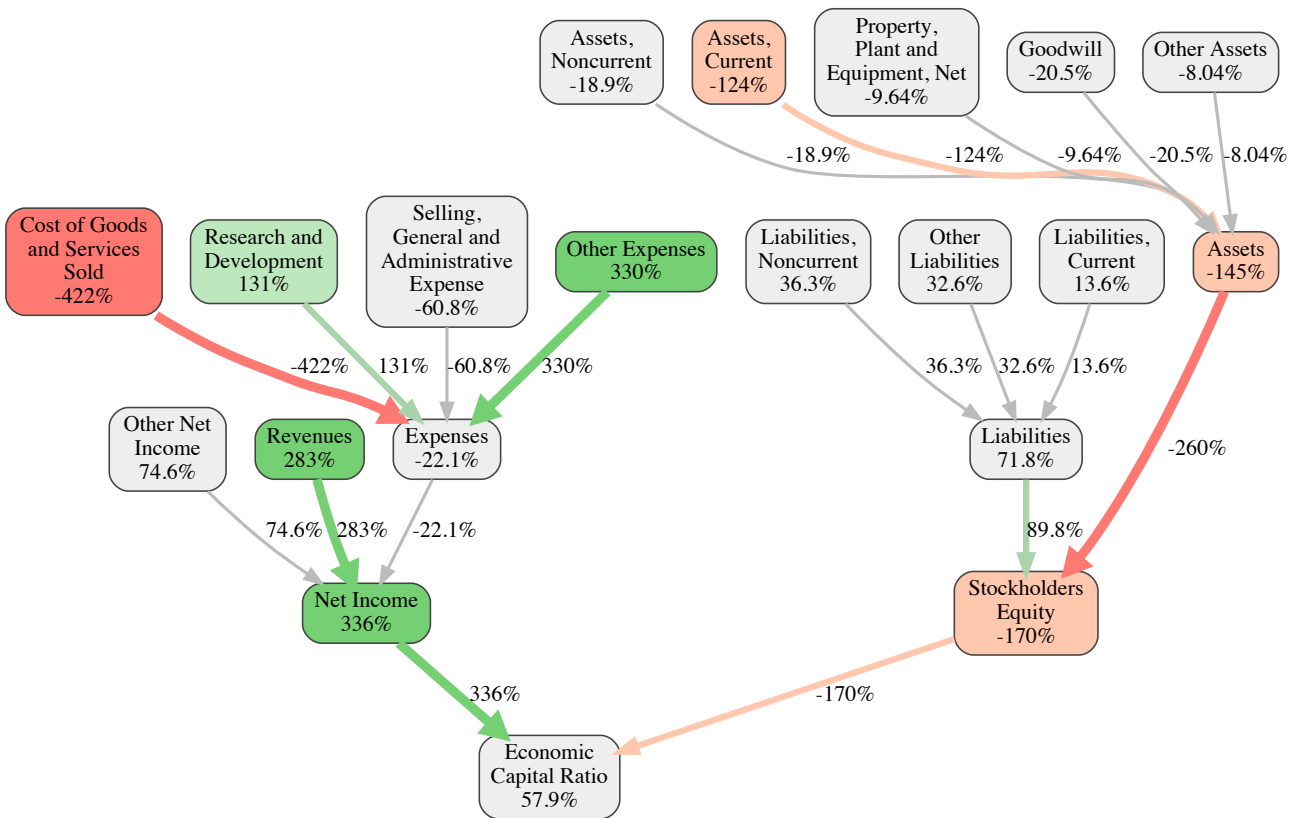 Assets,
Noncurrent
-18.9%
Assets,
Current
-124%
Property,
Plant and
Equipment, Net
-9.64%
Goodwill
-20.5%
Other Assets
-8.04%
-18.9%
-124%
-9.64%
-20.5%
-8.04%
Cost of Goods
and Services
Sold
-422%
Research and
Development
131%
Selling,
General and
Administrative
Expense
-60.8%
Other Expenses
330%
Liabilities,
Noncurrent
36.3%
Other
Liabilities
32.6%
Liabilities,
Current
13.6%
Assets
-145%
-422%
131%
-60.8%
330%
36.3%
32.6%
13.6%
Other Net
Income
74.6%
Revenues
283%
Expenses
-22.1%
Liabilities
71.8%
-260%
74.6%
283%
-22.1%
89.8%
Net Income
336%
Stockholders
Equity
-170%
336%
-170%
Economic
Capital Ratio
57.9%